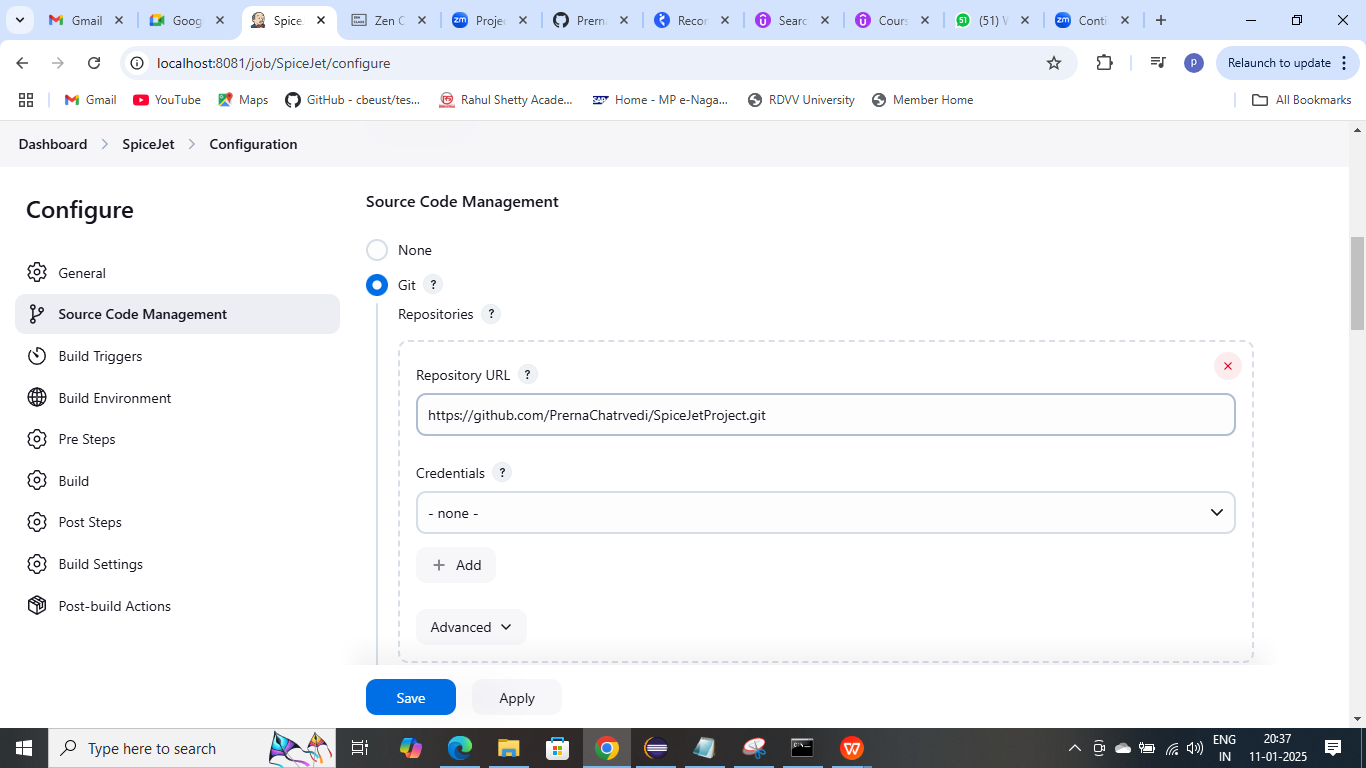 Gmail
Goog
Spice.
Zen C
Projec
Prerna
Recor
Searc
Cours
(51) W
Conti
localhost:8081/job/SpiceJet/configure
P
Relaunch to update
Gmail
YouTube
Maps
GitHub - cbeust/tes...
Rahul Shetty Acade...
Home - MP e-Naga...
RDVV University
Member Home
All Bookmarks
Dashboard
SpiceJet
Configuration
Configure
General
Source Code Management
Build Triggers
Build Environment
Pre Steps
Build
Post Steps
Build Settings
Post-build Actions
Source Code Management
None
Git ?
Repositories ?
Repository URL ?
https://github.com/PrernaChatrvedi/SpiceJetProject.git
Credentials ?
- none -
+ Add
Advanced
Save
Apply
Type here to search
ENG
IN
20:37
11-01-2025